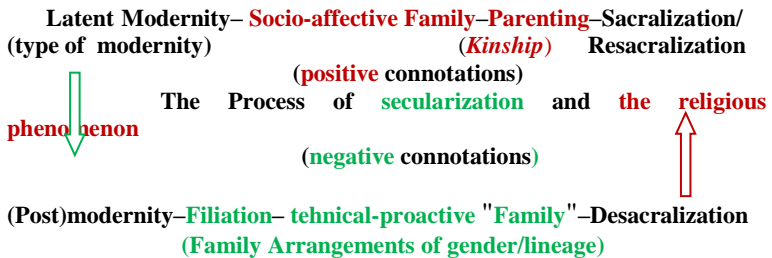 Latent Modernity– Socio-affective Family–Parenting–Sacralization/
(type of modernity) (Kinship) Resacralization
(positive connotations)
The Process of secularization and the religious
phenomenon
(negative connotations)
(Post)modernity–Filiation– tehnical-proactive "Family"–Desacralization
(Family Arrangements of gender/lineage)